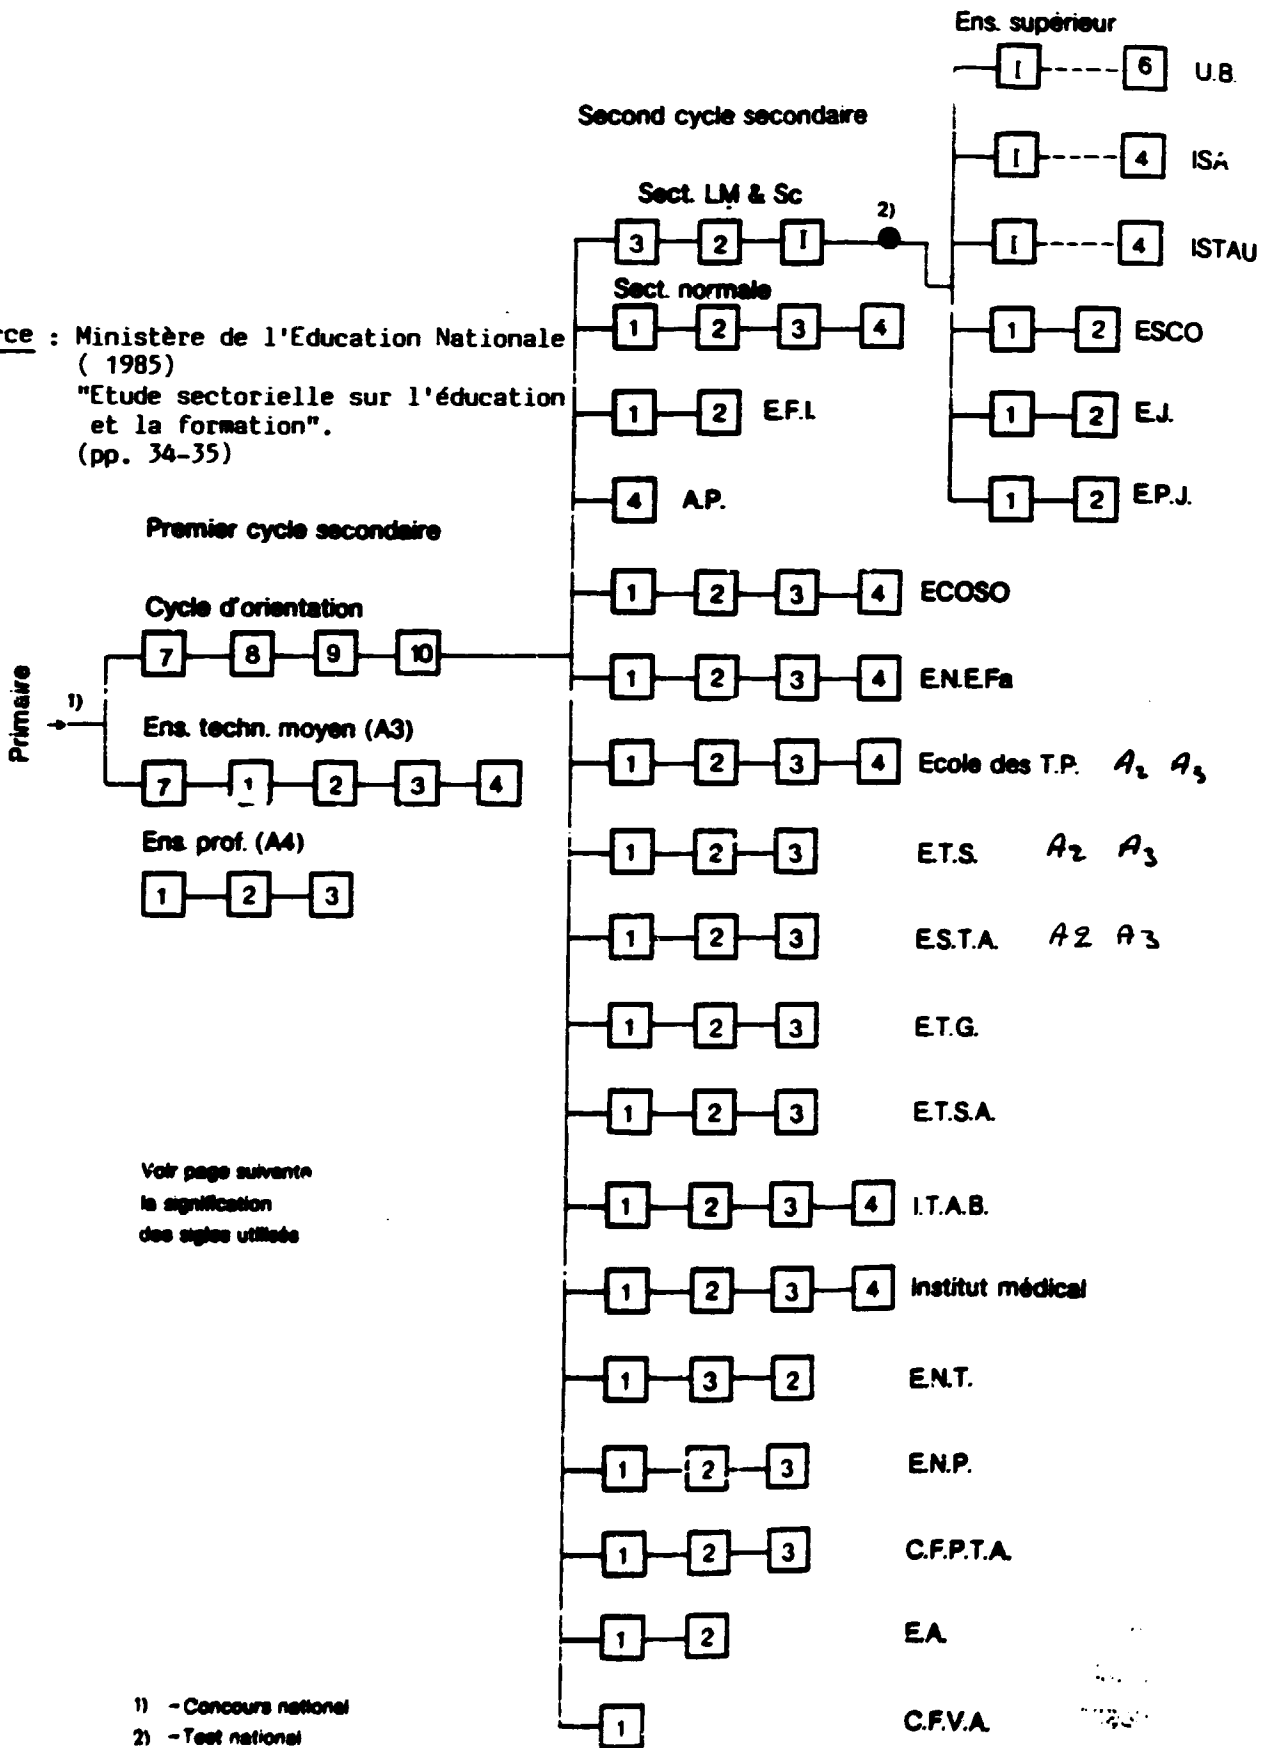 Ens. supérieur
I 6 U.B.
Second cycle secondaire
I 4 ISA
Sect. LM & Sc
3 2 I 2)
I 4 ISTAU
Sect. normale
1 2 3 4
1 2 ESCO
rce : Ministère de l'Education Nationale
( 1985)
"Etude sectorielle sur l'éducation
et la formation".
(pp. 34-35)
1 2 E.F.I.
1 2 E.J.
4 A.P.
1 2 E.P.J.
Premier cycle secondaire
Cycle d'orientation
7 8 9 10
Primaire
1)
Ens. techn. moyen (A3)
7 1 2 3 4
Ens. prof. (A4)
1 2 3
1 2 3 4 ECOSO
1 2 3 4 E.N.E.Fa
1 2 3 4 Ecole des T.P. A2 A3
1 2 3 E.T.S. A2 A3
1 2 3 E.S.T.A. A2 A3
1 2 3 E.T.G.
1 2 3 E.T.S.A.
Voir page suivante
la signification
des sigles utilisés
1 2 3 4 I.T.A.B.
1 2 3 4 Institut médical
1 3 2 E.N.T.
1 2 3 E.N.P.
1 2 3 C.F.P.T.A.
1 2 E.A.
1 C.F.V.A.
1) - Concours national
2) - Test national